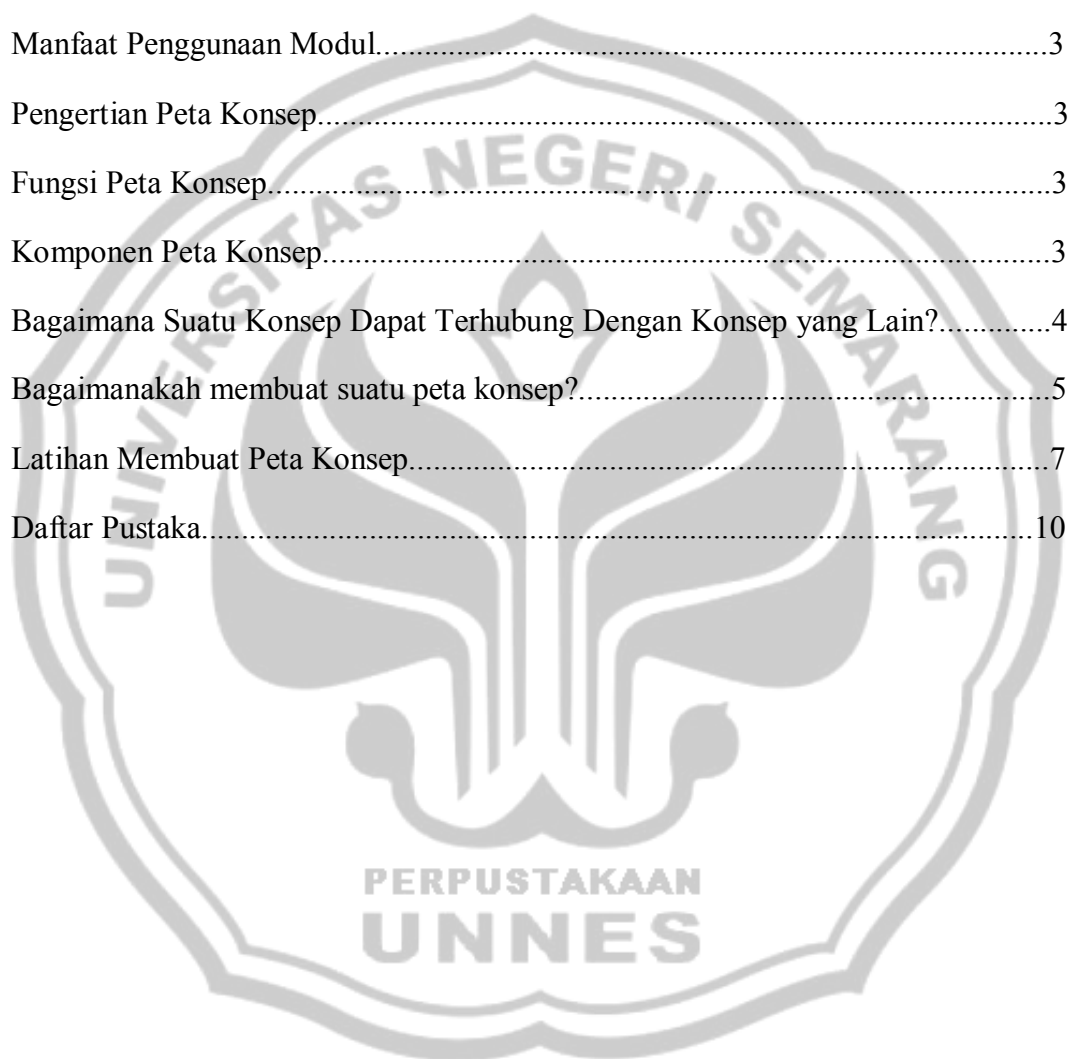 Manfaat Penggunaan Modul..........................................................................................3
Pengertian Peta Konsep..................................................................................................3
Fungsi Peta Konsep.........................................................................................................3
Komponen Peta Konsep.................................................................................................3
Bagaimana Suatu Konsep Dapat Terhubung Dengan Konsep yang Lain?..............4
Bagaimanakah membuat suatu peta konsep?..............................................................5
Latihan Membuat Peta Konsep.....................................................................................7
Daftar Pustaka...............................................................................................................10
UNIVERSITAS NEGERI SEMARANG
PERPUSTAKAAN
UNNES